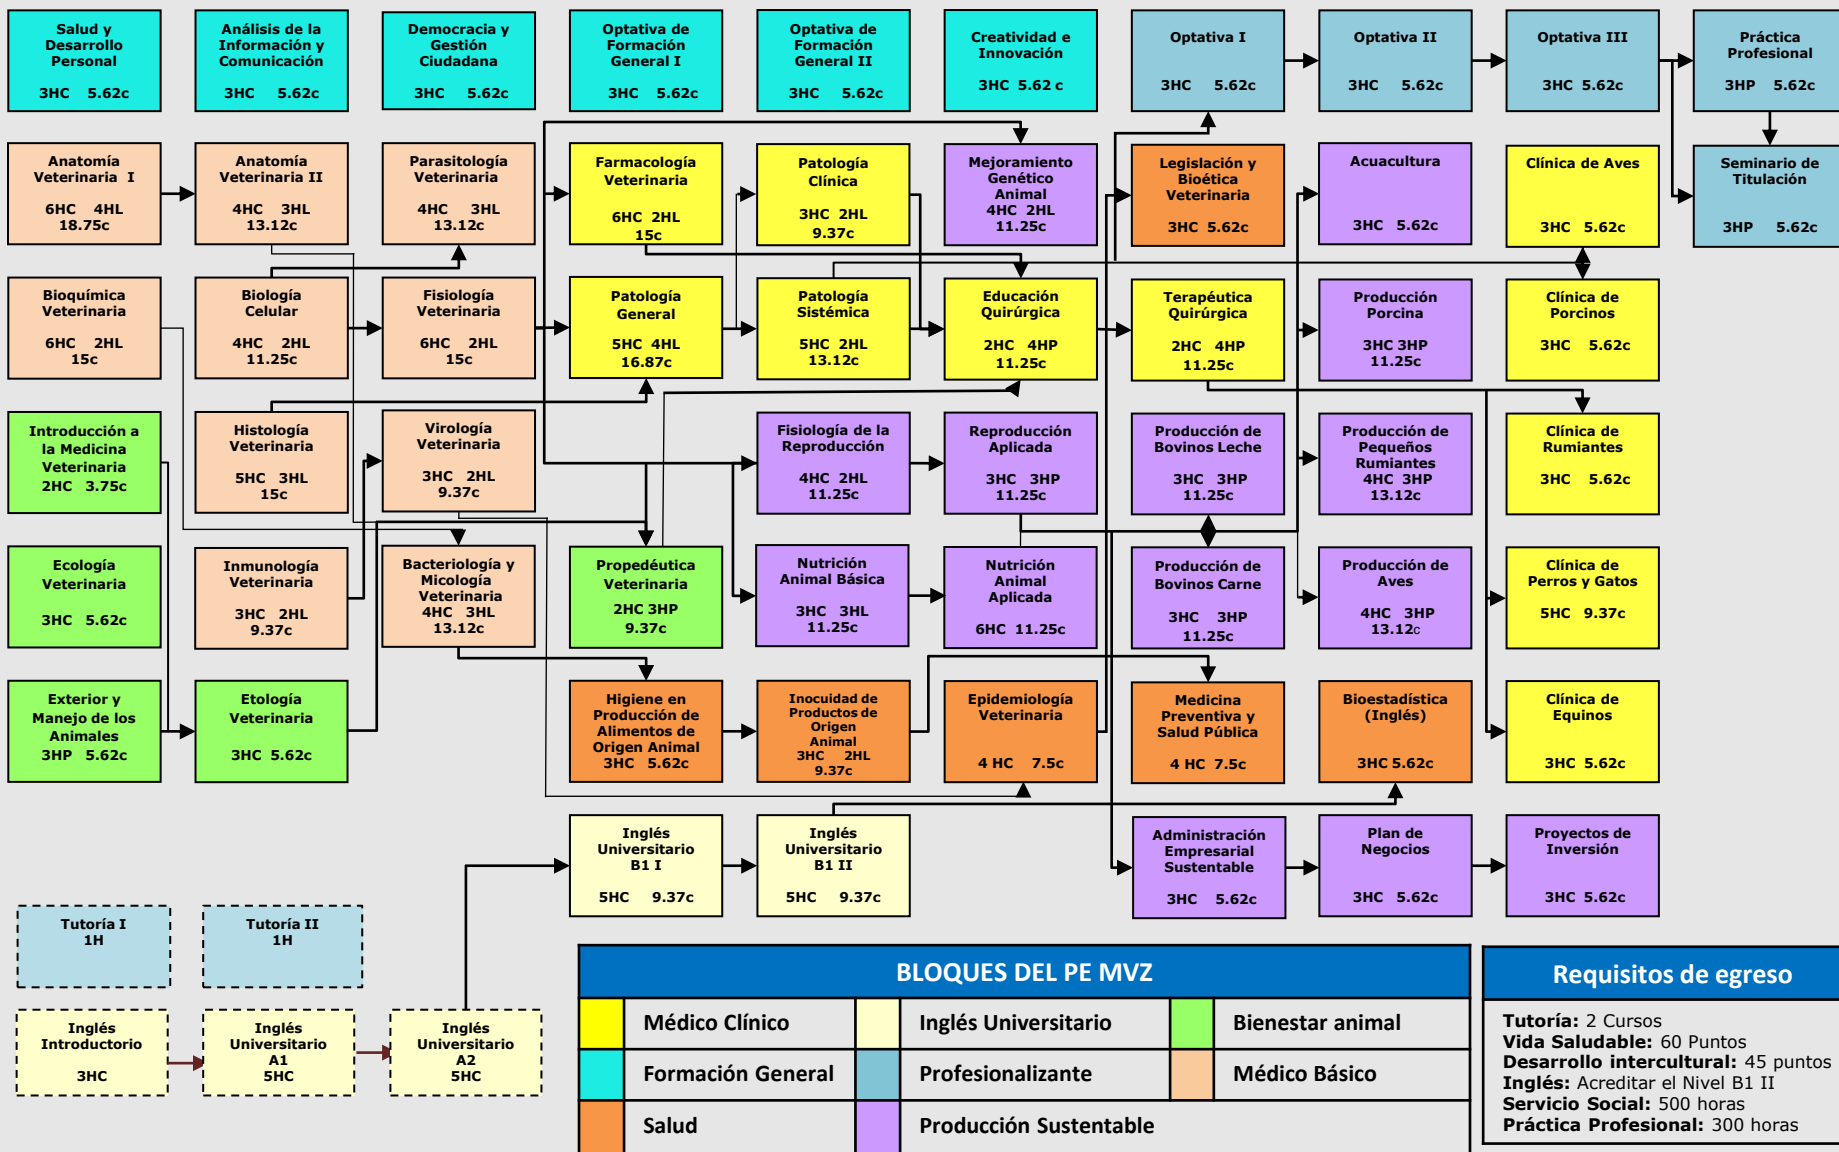 Salud y
Desarrollo
Personal
3HC 5.62c
Análisis de la
Información y
Comunicación
3HC 5.62c
Democracia y
Gestión
Ciudadana
3HC 5.62c
Optativa de
Formación
General I
3HC 5.62c
Optativa de
Formación
General II
3HC 5.62c
Creatividad e
Innovación
3HC 5.62 c
Optativa I
3HC 5.62c
Optativa II
3HC 5.62c
Optativa III
3HC 5.62c
Práctica
Profesional
3HP 5.62c
Anatomía
Veterinaria I
6HC 4HL
18.75c
Anatomía
Veterinaria II
4HC 3HL
13.12c
Parasitología
Veterinaria
4HC 3HL
13.12c
Farmacología
Veterinaria
6HC 2HL
15c
Patología
Clínica
3HC 2HL
9.37c
Mejoramiento
Genético
Animal
4HC 2HL
11.25c
Legislación y
Bioética
Veterinaria
3HC 5.62c
Acuacultura
3HC 5.62c
Clínica de Aves
3HC 5.62c
Seminario de
Titulación
3HP 5.62c
Bioquímica
Veterinaria
6HC 2HL
15c
Biología
Celular
4HC 2HL
11.25c
Fisiología
Veterinaria
6HC 2HL
15c
Patología
General
5HC 4HL
16.87c
Patología
Sistémica
5HC 2HL
13.12c
Educación
Quirúrgica
2HC 4HP
11.25c
Terapéutica
Quirúrgica
2HC 4HP
11.25c
Producción
Porcina
3HC 3HP
11.25c
Clínica de
Porcinos
3HC 5.62c
Introducción a
la Medicina
Veterinaria
2HC 3.75c
Histología
Veterinaria
5HC 3HL
15c
Virología
Veterinaria
3HC 2HL
9.37c
Fisiología de la
Reproducción
4HC 2HL
11.25c
Reproducción
Aplicada
3HC 3HP
11.25c
Producción de
Bovinos Leche
3HC 3HP
11.25c
Producción de
Pequeños
Rumiantes
4HC 3HP
13.12c
Clínica de
Rumiantes
3HC 5.62c
Ecología
Veterinaria
3HC 5.62c
Inmunología
Veterinaria
3HC 2HL
9.37c
Bacteriología y
Micología
Veterinaria
4HC 3HL
13.12c
Propedéutica
Veterinaria
2HC 3HP
9.37c
Nutrición
Animal Básica
3HC 3HL
11.25c
Nutrición
Animal
Aplicada
6HC 11.25c
Producción de
Bovinos Carne
3HC 3HP
11.25c
Producción de
Aves
4HC 3HP
13.12c
Clínica de
Perros y Gatos
5HC 9.37c
Exterior y
Manejo de los
Animales
3HP 5.62c
Etología
Veterinaria
3HC 5.62c
Higiene en
Producción de
Alimentos de
Origen Animal
3HC 5.62c
Inocuidad de
Productos de
Origen
Animal
3HC 2HL
9.37c
Epidemiología
Veterinaria
4 HC 7.5c
Medicina
Preventiva y
Salud Pública
4 HC 7.5c
Bioestadística
(Inglés)
3HC 5.62c
Clínica de
Equinos
3HC 5.62c
Inglés
Universitario
B1 I
5HC 9.37c
Inglés
Universitario
B1 II
5HC 9.37c
Administración
Empresarial
Sustentable
3HC 5.62c
Plan de
Negocios
3HC 5.62c
Proyectos de
Inversión
3HC 5.62c
Tutoría I
1H
Tutoría II
1H
Inglés
Introductorio
3HC
Inglés
Universitario
A1
5HC
Inglés
Universitario
A2
5HC
BLOQUES DEL PE MVZ
Médico Clínico
Inglés Universitario
Bienestar animal
Formación General
Profesionalizante
Médico Básico
Salud
Producción Sustentable
Requisitos de egreso
Tutoría: 2 Cursos
Vida Saludable: 60 Puntos
Desarrollo intercultural: 45 puntos
Inglés: Acreditar el Nivel B1 II
Servicio Social: 500 horas
Práctica Profesional: 300 horas